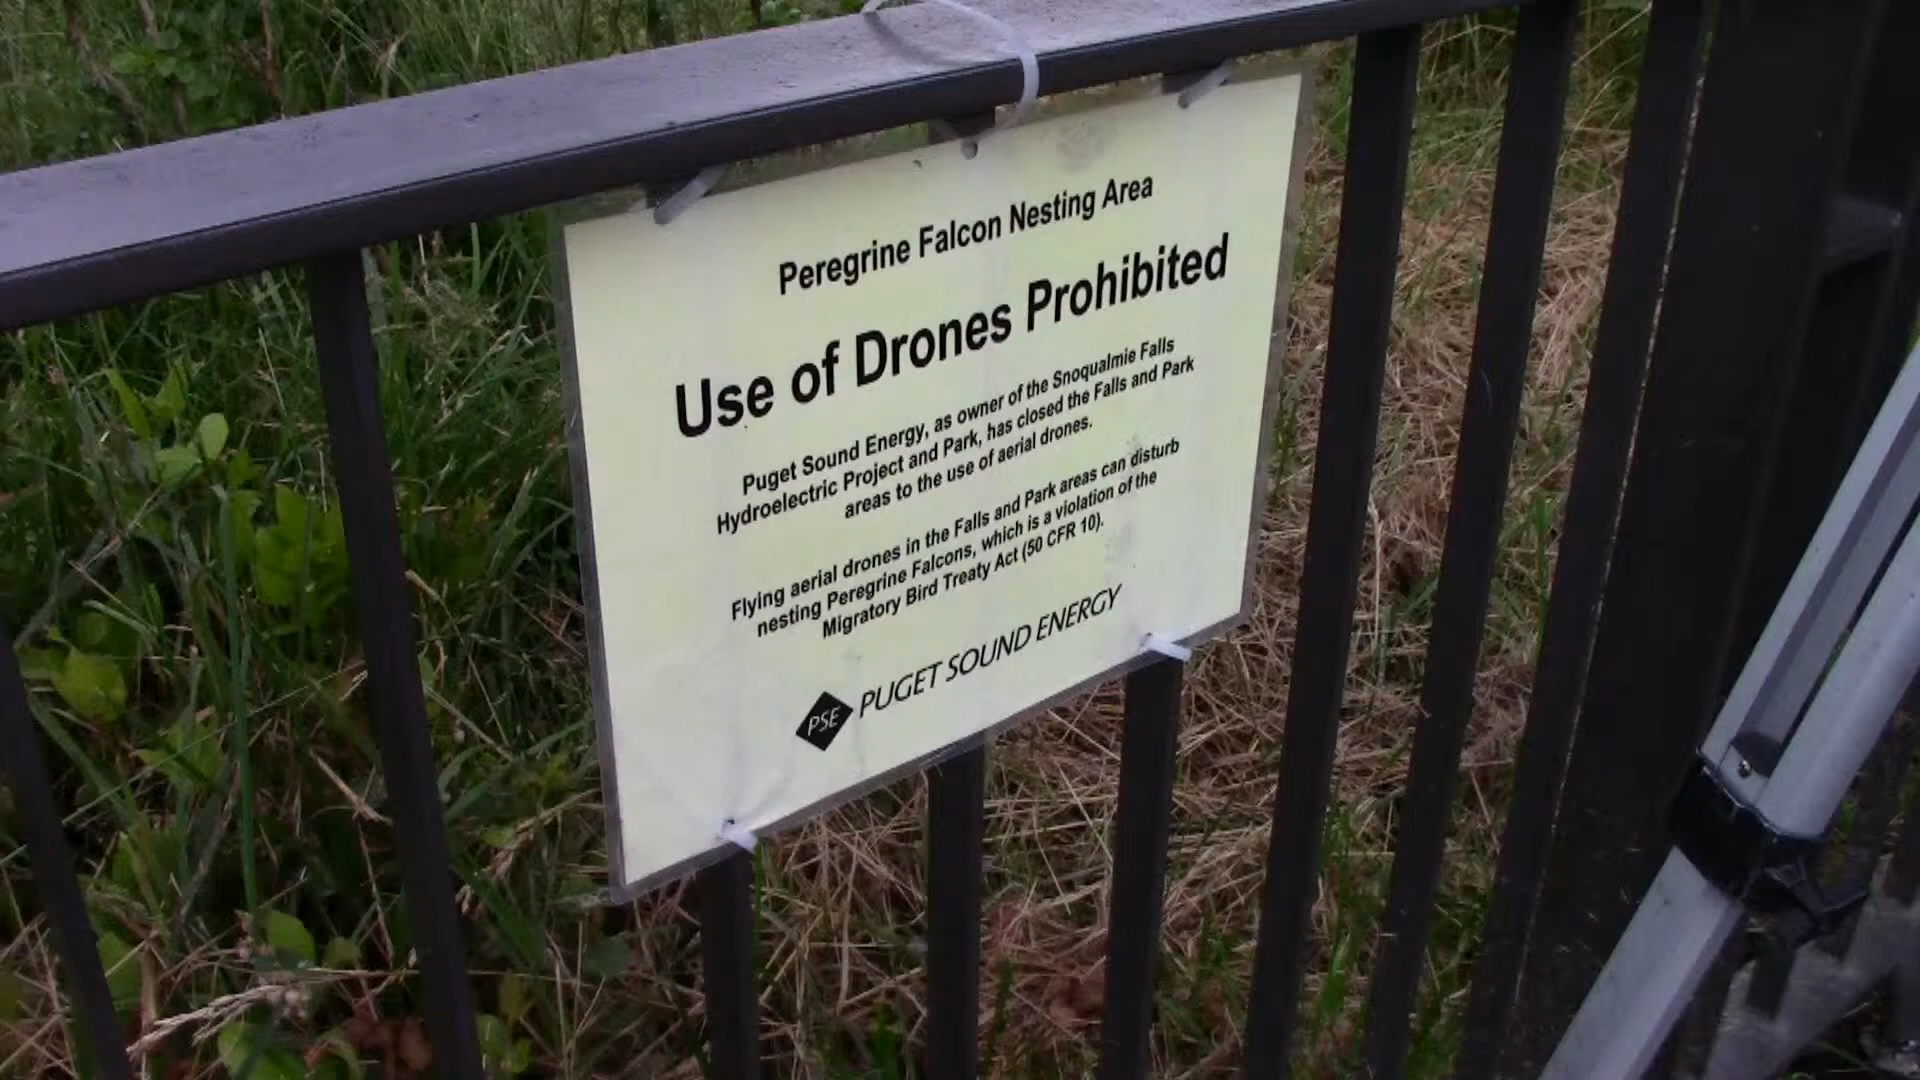 Peregrine Falcon Nesting Area
Use of Drones Prohibited
Puget Sound Energy, as owner of the Snoqualmie Falls
Hydroelectric Project and Park, has closed the Falls and Park
areas to the use of aerial drones.
Flying aerial drones in the Falls and Park areas can disturb
nesting Peregrine Falcons, which is a violation of the
Migratory Bird Treaty Act (50 CFR 10).
PSE PUGET SOUND ENERGY